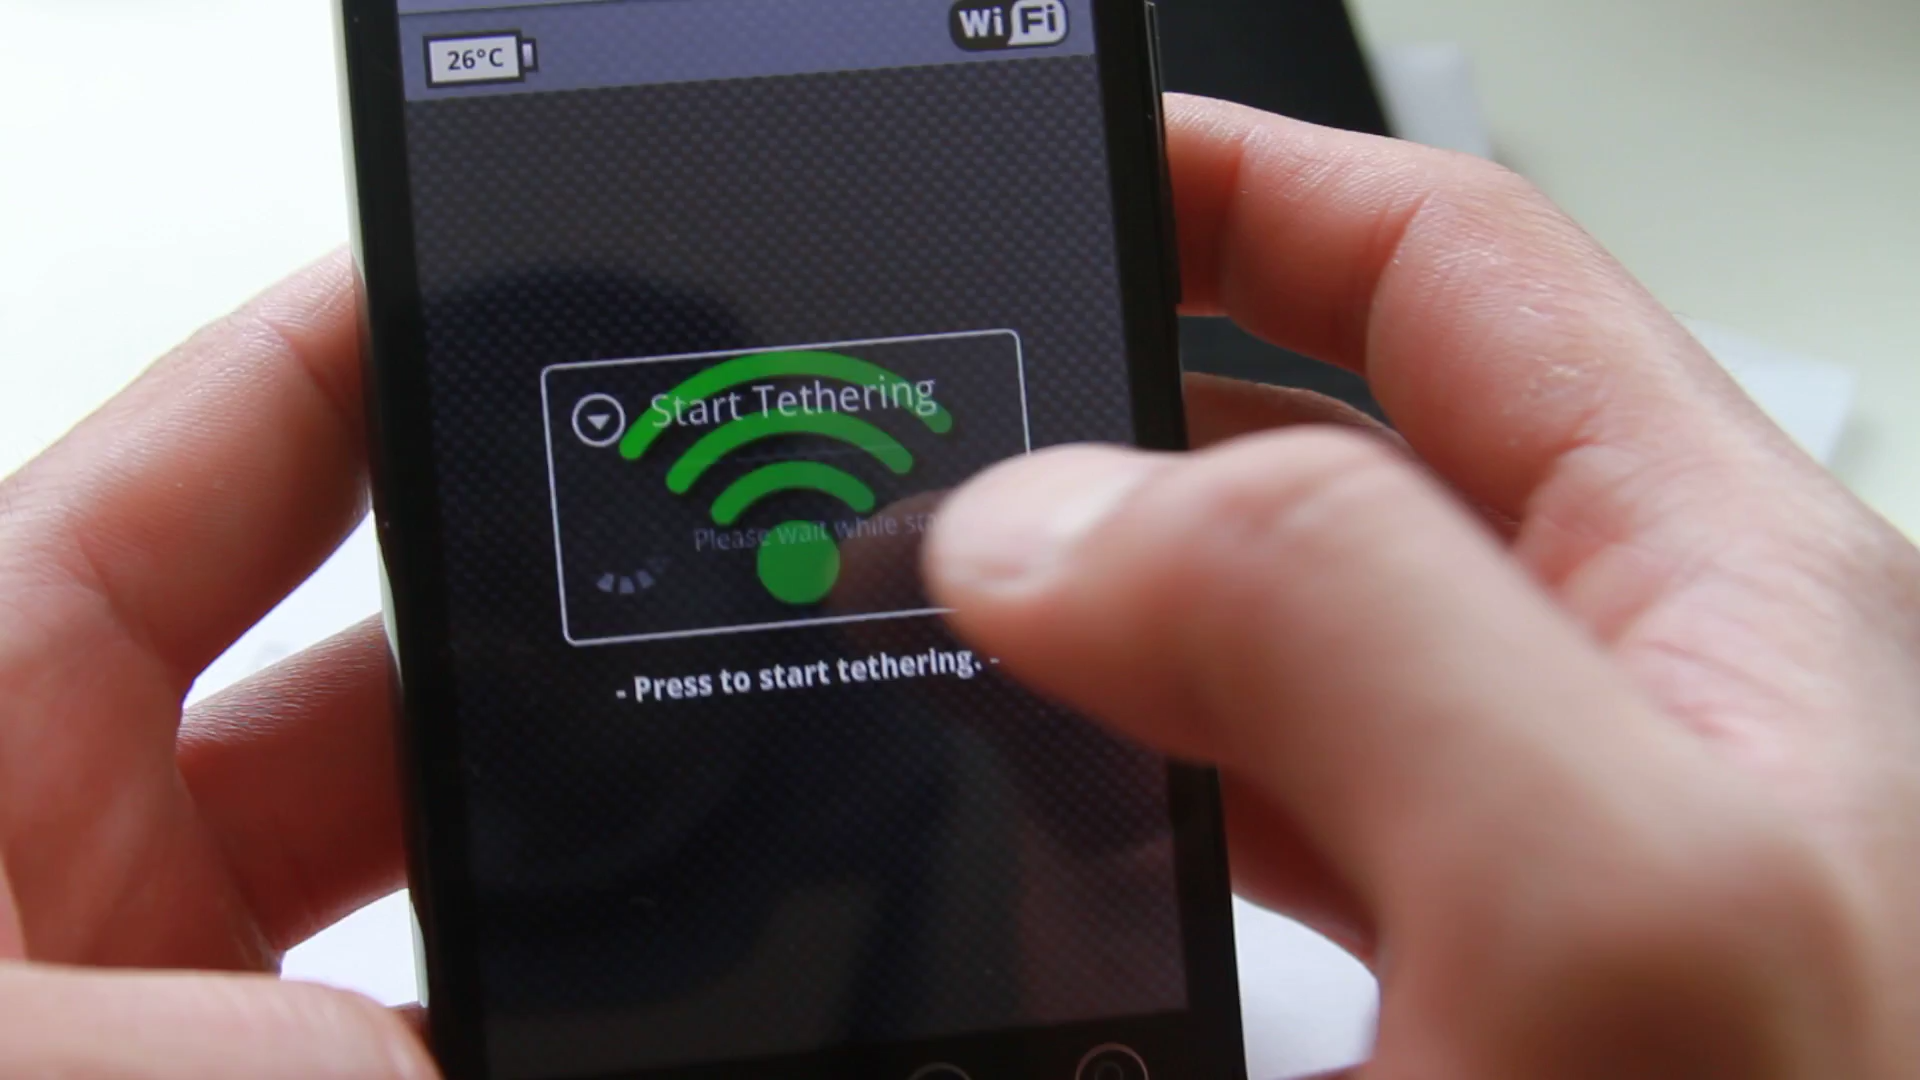 26°C
WiFi
Start Tethering
Please wait while
- Press to start tethering. -